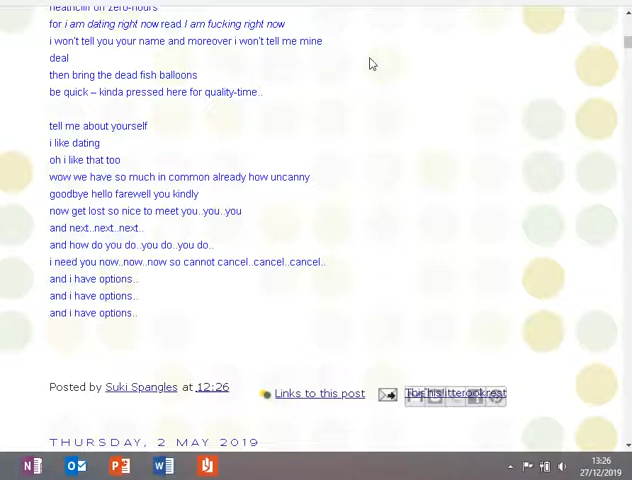 heathcliff on zero-hours
for i am dating right now read I am fucking right now
i won't tell you your name and moreover i won't tell me mine
deal
then bring the dead fish balloons
be quick – kinda pressed here for quality-time..
tell me about yourself
i like dating
oh i like that too
wow we have so much in common already how uncanny
goodbye hello farewell you kindly
now get lost so nice to meet you..you..you
and next..next..next..
and how do you do..you do..you do..
i need you now..now..now so cannot cancel..cancel..cancel..
and i have options..
and i have options..
and i have options..
Posted by Suki Spangles at 12:26
Links to this post
THURSDAY, 2 MAY 2019
13:26
27/12/2019